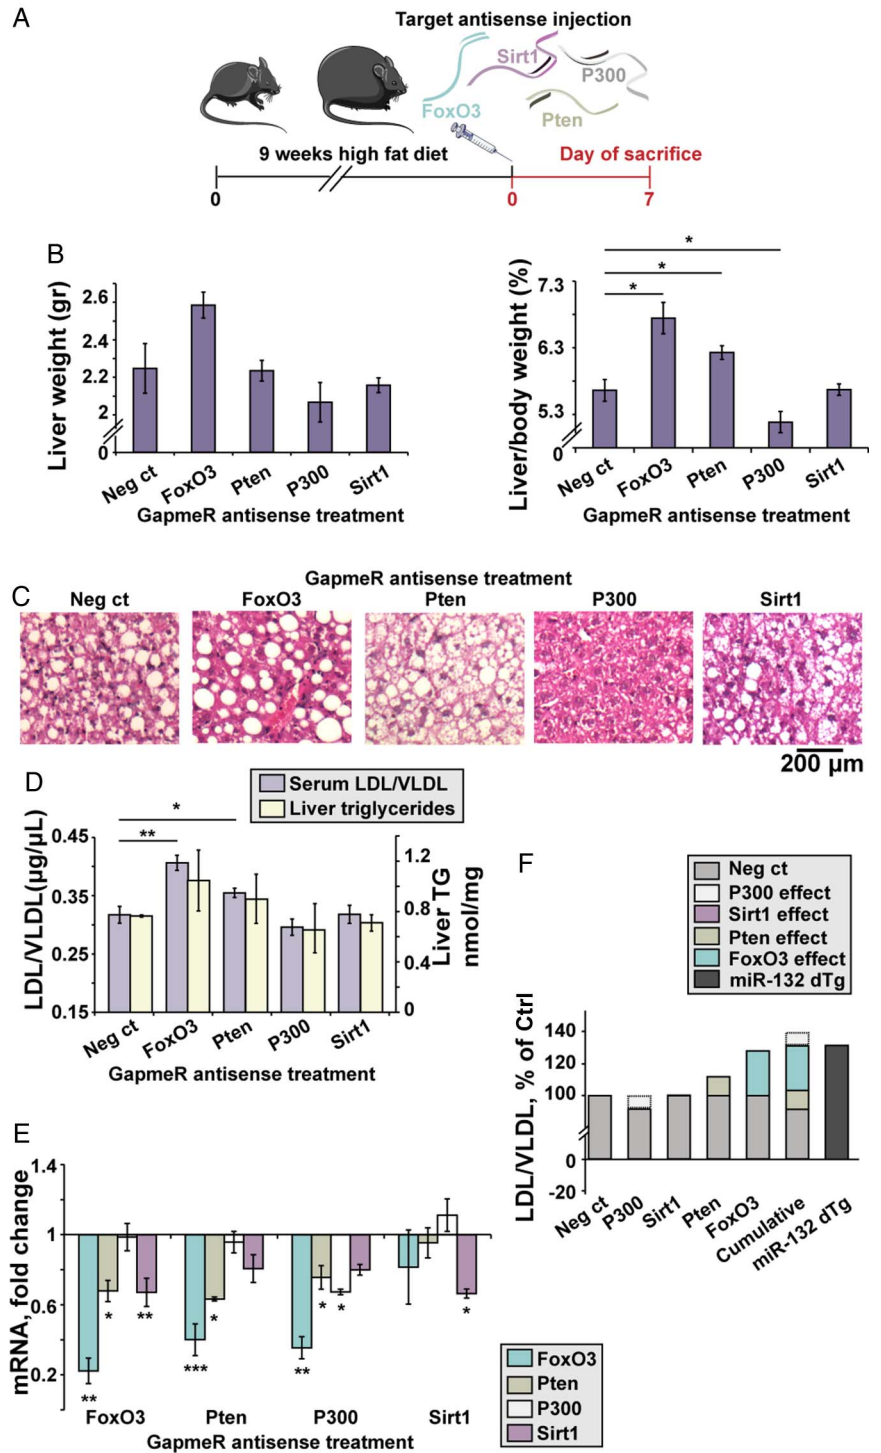 A
Target antisense injection
Sirt1
P300
FoxO3
Pten
9 weeks high fat diet
Day of sacrifice
0
0
7
B
Liver weight (gr)
2.6
2.4
2.2
2
0
Neg ct
FoxO3
Pten
P300
Sirt1
GapmeR antisense treatment
Liver/body weight (%)
7.3
6.3
5.3
0
*
*
*
Neg ct
FoxO3
Pten
P300
Sirt1
GapmeR antisense treatment
C
GapmeR antisense treatment
Neg ct
FoxO3
Pten
P300
Sirt1
200 µm
D
Serum LDL/VLDL
Liver triglycerides
LDL/VLDL(µg/µL)
0.45
0.35
0.25
0.15
*
**
1.2
0.8
0.4
0
Liver TG
nmol/mg
Neg ct
FoxO3
Pten
P300
Sirt1
GapmeR antisense treatment
E
mRNA, fold change
1.4
1
0.6
0.2
**
*
**
***
*
**
*
*
*
FoxO3
Pten
P300
Sirt1
GapmeR antisense treatment
FoxO3
Pten
P300
Sirt1
F
Neg ct
P300 effect
Sirt1 effect
Pten effect
FoxO3 effect
miR-132 dTg
LDL/VLDL, % of Ctrl
140
120
100
0
-20
Neg ct
P300
Sirt1
Pten
FoxO3
Cumulative
miR-132 dTg